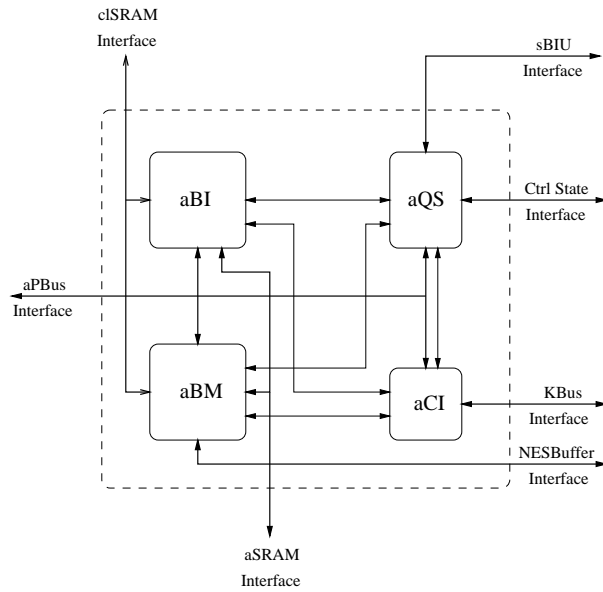 clSRAM
Interface
sBIU
Interface
aBI
aQS
Ctrl State
Interface
aPBus
Interface
aBM
aCI
KBus
Interface
NESBuffer
Interface
aSRAM
Interface